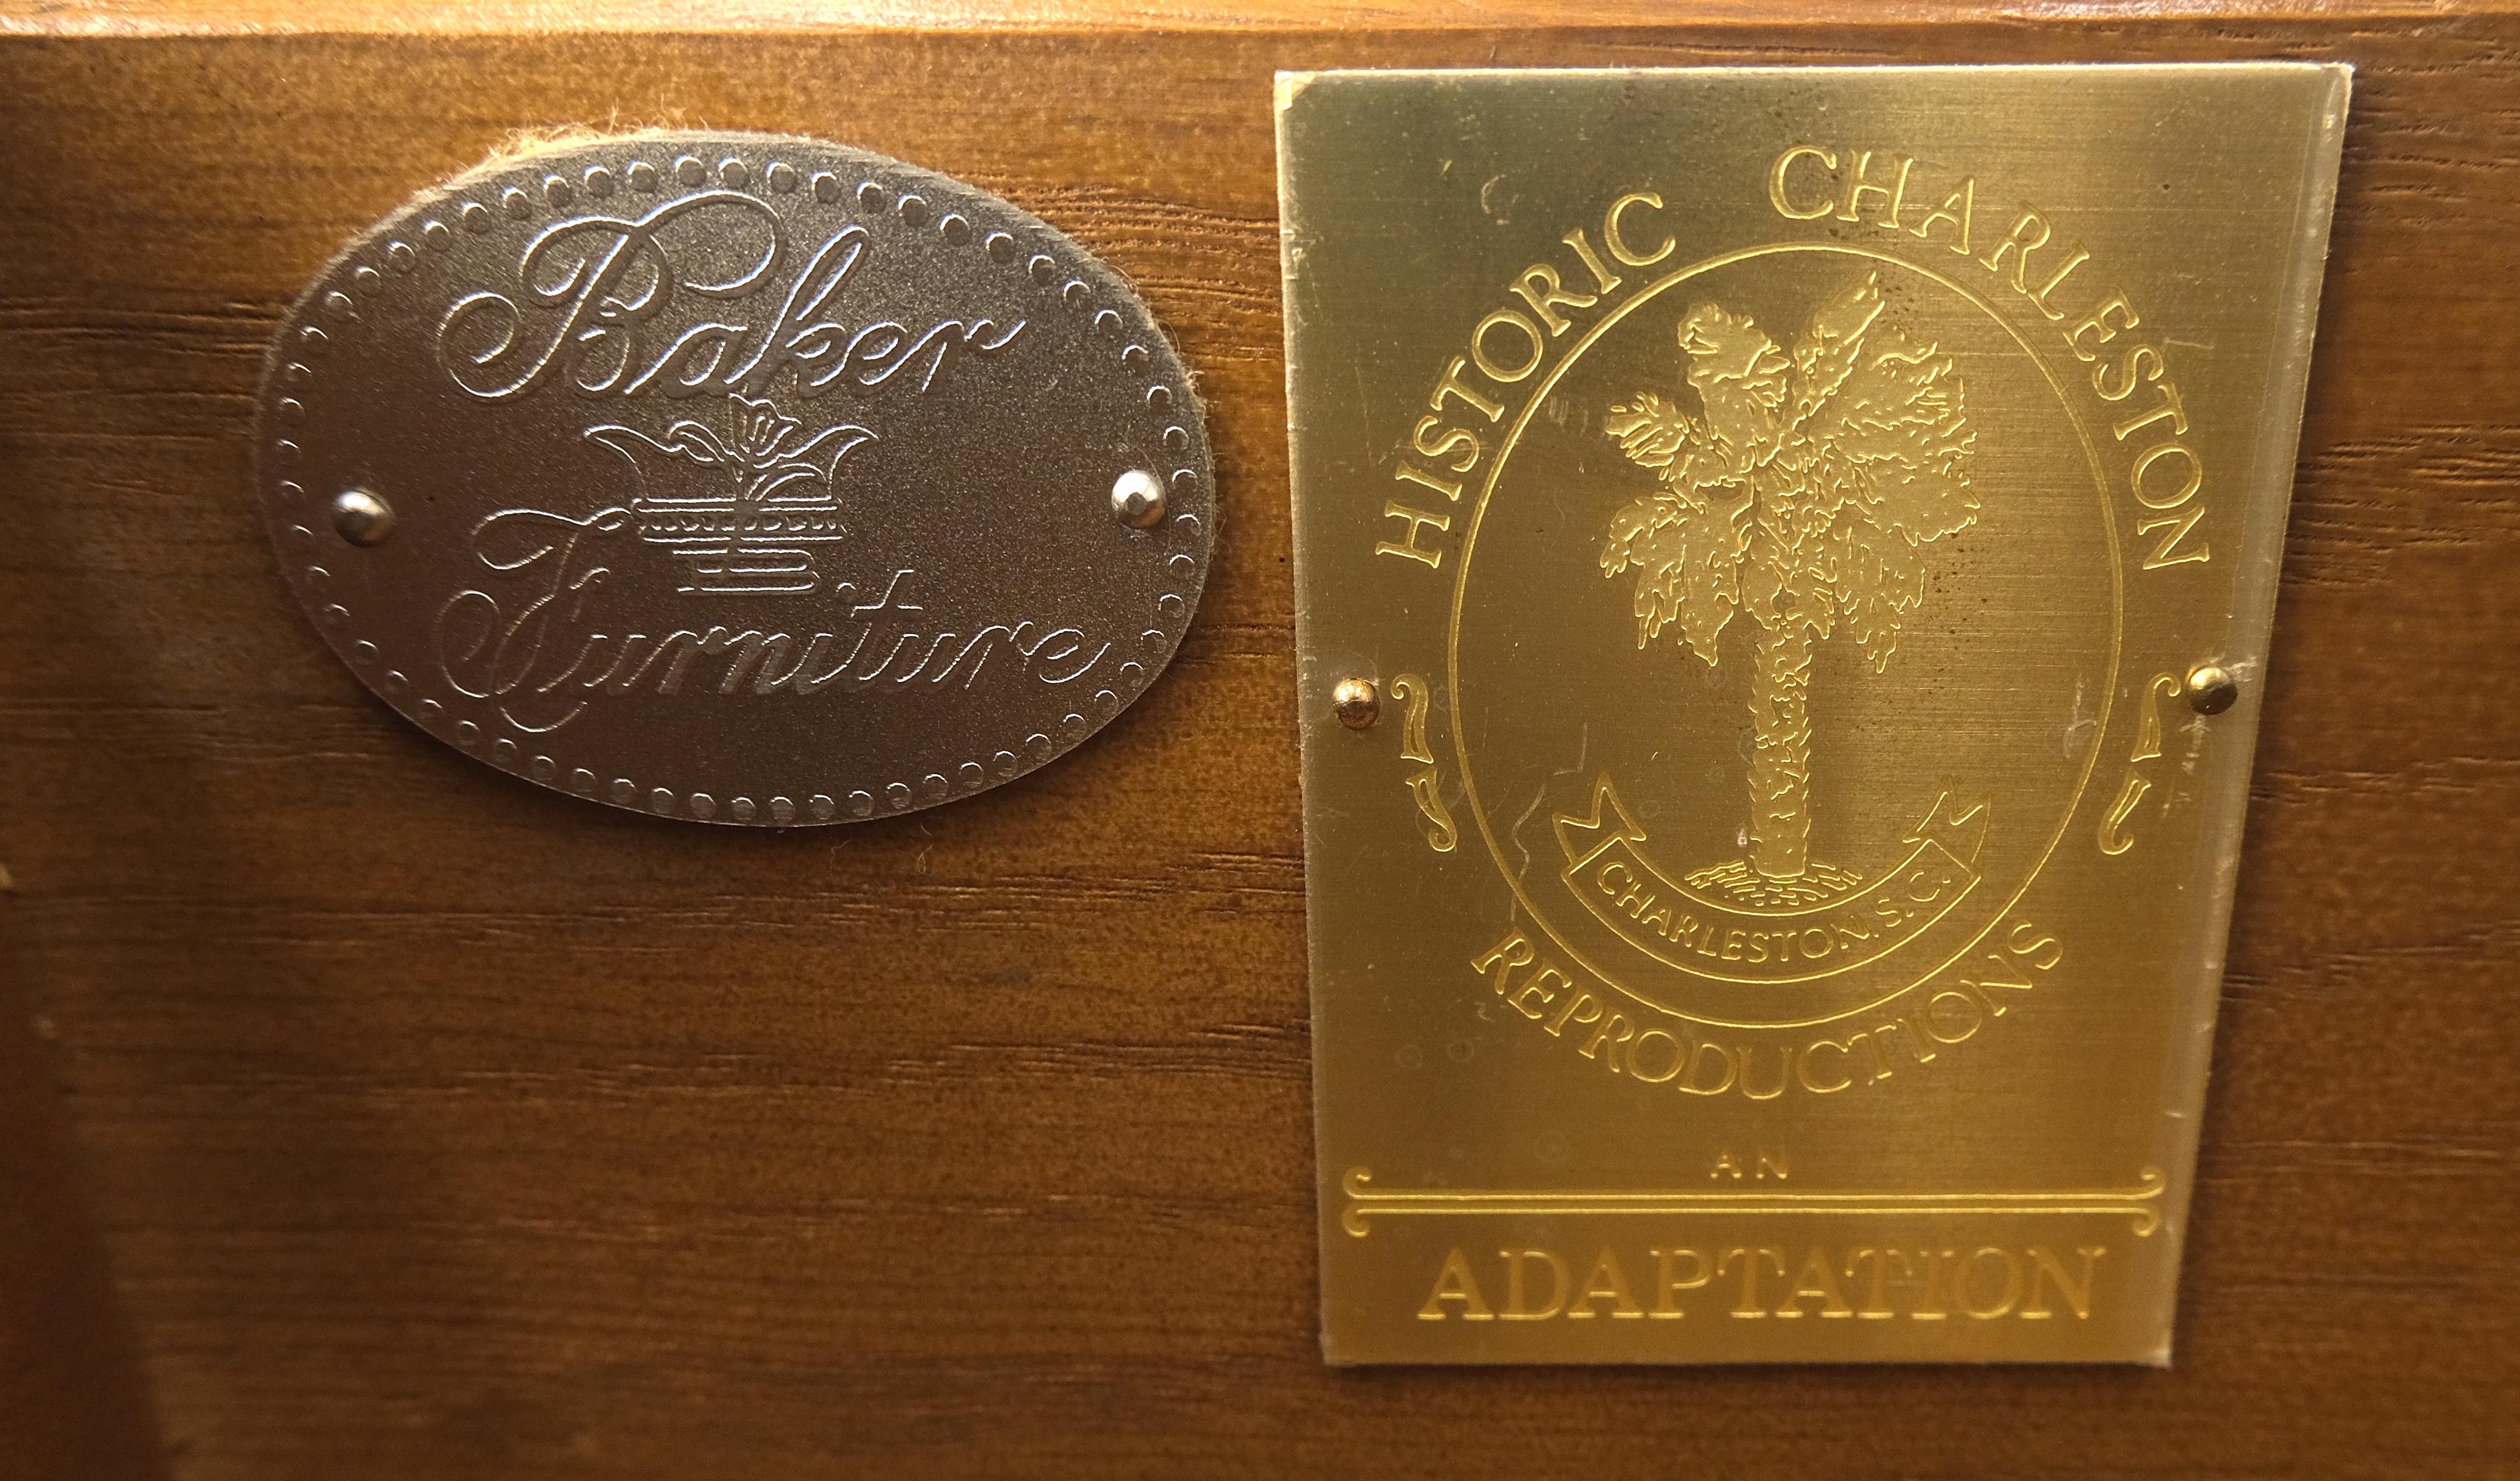 Baker
Furniture
HISTORIC CHARLESTON
CHARLESTON, S.C.
REPRODUCTIONS
AN
ADAPTATION